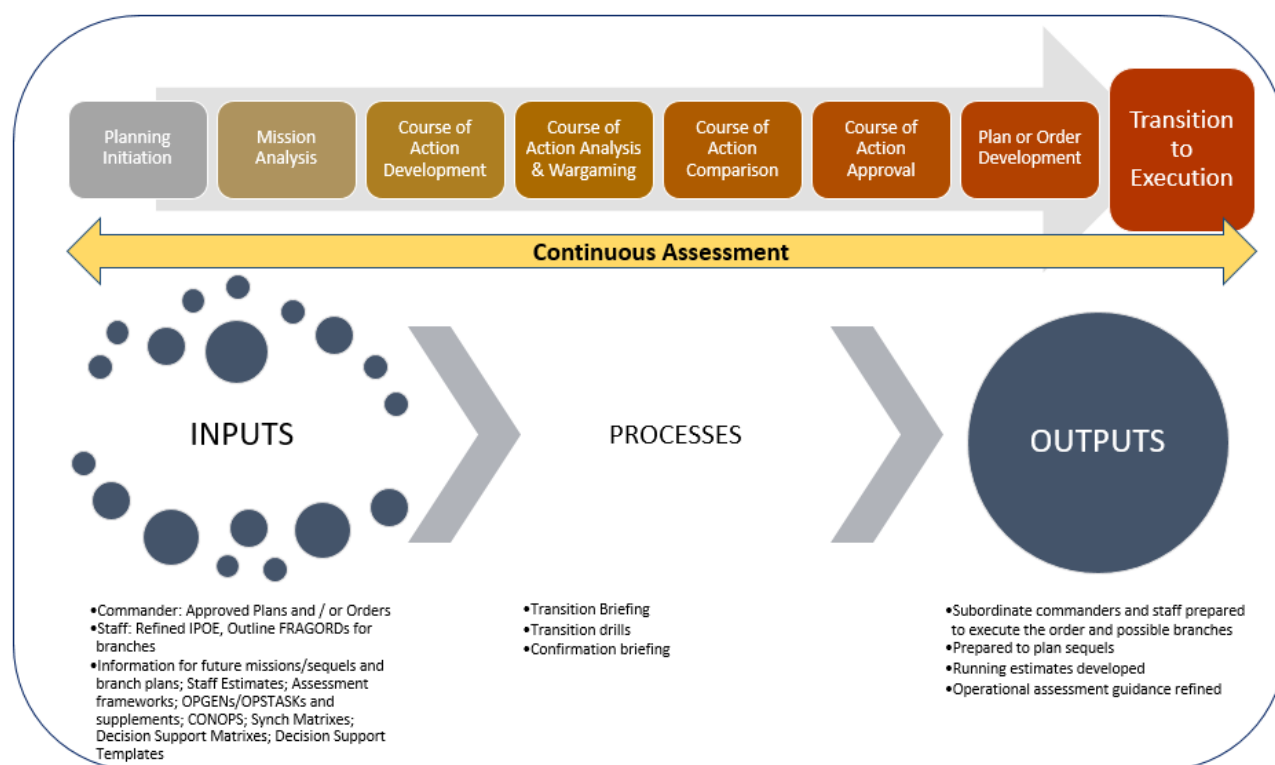 Planning
Initiation
Mission
Analysis
Course of
Action
Development
Course of
Action Analysis
& Wargaming
Course of
Action
Comparison
Course of
Action
Approval
Plan or Order
Development
Transition
to
Execution
Continuous Assessment
INPUTS
PROCESSES
OUTPUTS
•Commander: Approved Plans and / or Orders
•Staff: Refined IPOE, Outline FRAGORDs for
branches
•Information for future missions/sequels and
branch plans; Staff Estimates; Assessment
frameworks; OPGENs/OPSTASKs and
supplements; CONOPS; Synch Matrixes;
Decision Support Matrixes; Decision Support
Templates
•Transition Briefing
•Transition drills
•Confirmation briefing
•Subordinate commanders and staff prepared
to execute the order and possible branches
•Prepared to plan sequels
•Running estimates developed
•Operational assessment guidance refined